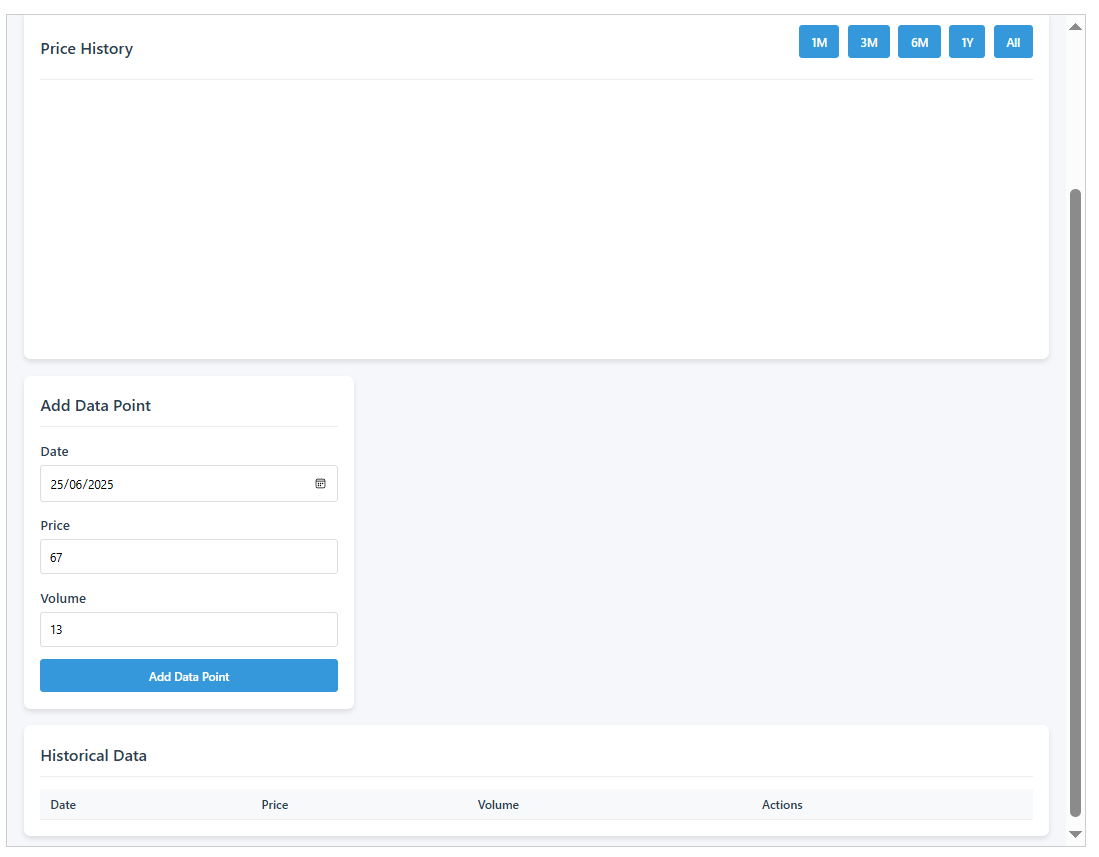 Price History 1M 3M 6M 1Y All
Add Data Point
Date
25/06/2025
Price
67
Volume
13
Add Data Point
Historical Data
Date Price Volume Actions